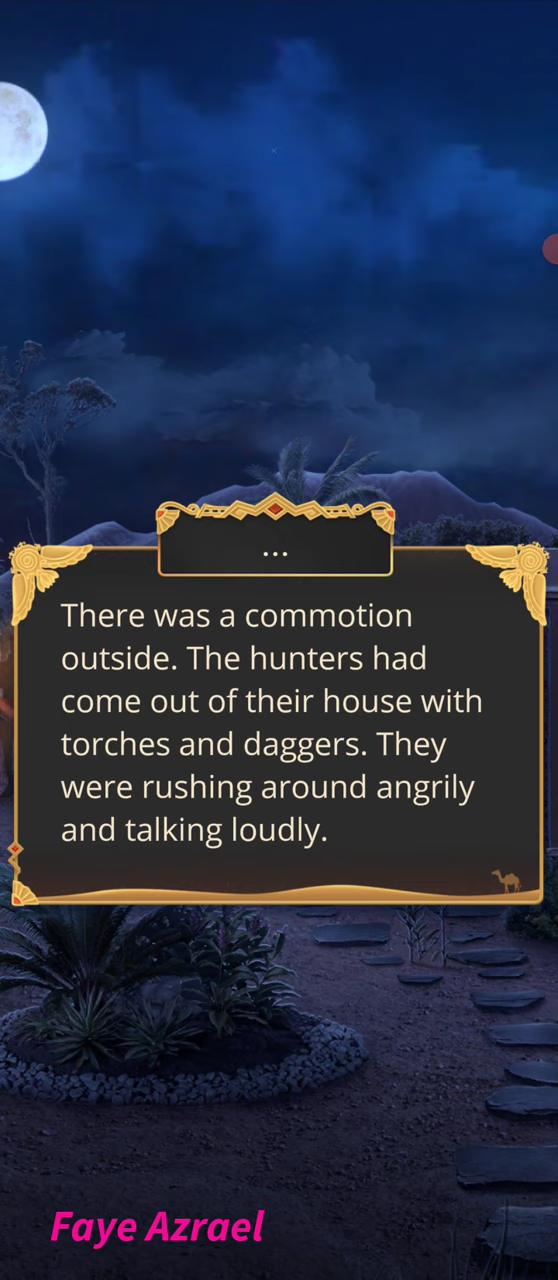 ...
There was a commotion
outside. The hunters had
come out of their house with
torches and daggers. They
were rushing around angrily
and talking loudly.
Faye Azrael